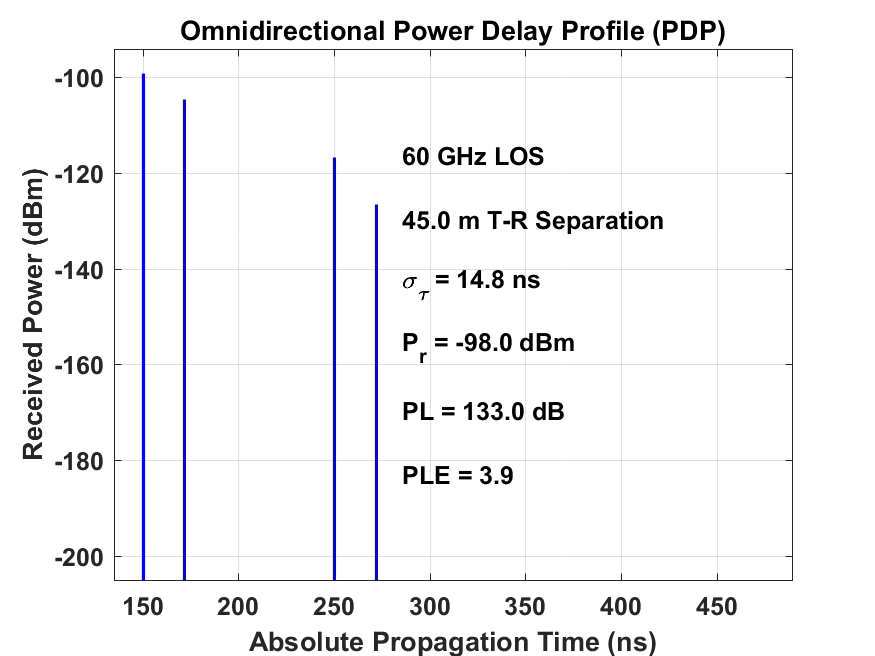 Omnidirectional Power Delay Profile (PDP)
Received Power (dBm)
-100
-120
-140
-160
-180
-200
60 GHz LOS
45.0 m T-R Separation
σ_τ = 14.8 ns
P_r = -98.0 dBm
PL = 133.0 dB
PLE = 3.9
150 200 250 300 350 400 450
Absolute Propagation Time (ns)